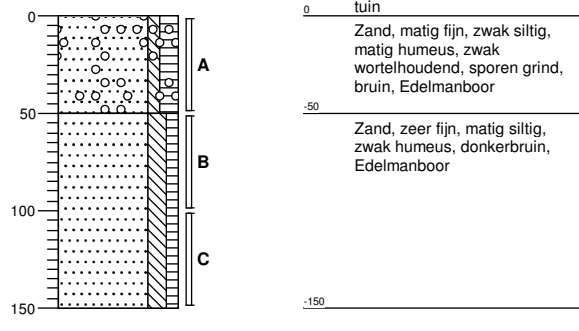 0
50
100
150
A
B
C
0
tuin
Zand, matig fijn, zwak siltig,
matig humeus, zwak
wortelhoudend, sporen grind,
bruin, Edelmanboor
-50
Zand, zeer fijn, matig siltig,
zwak humeus, donkerbruin,
Edelmanboor
-150